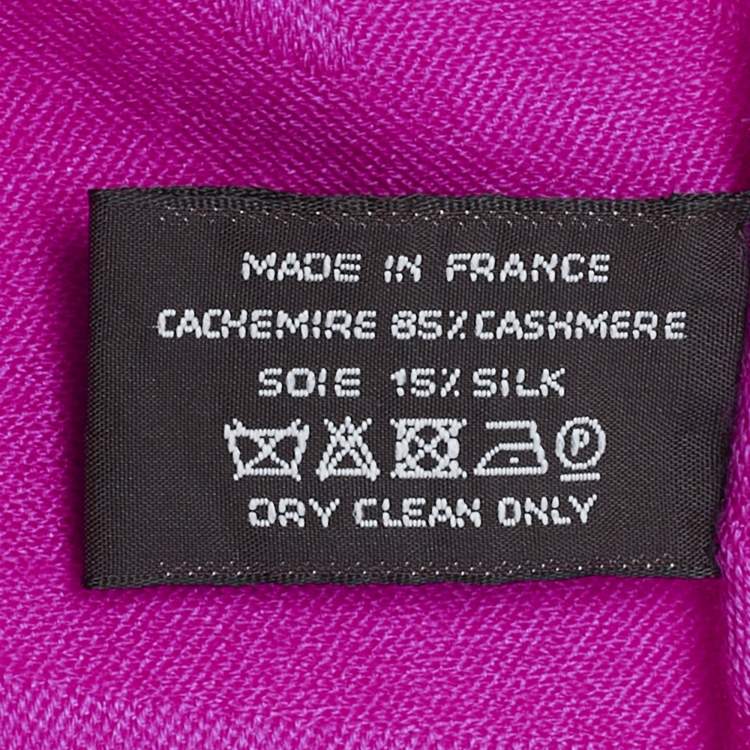 MADE IN FRANCE
CACHEMIRE 85% CASHMERE
SOIE 15% SILK
P
DRY CLEAN ONLY